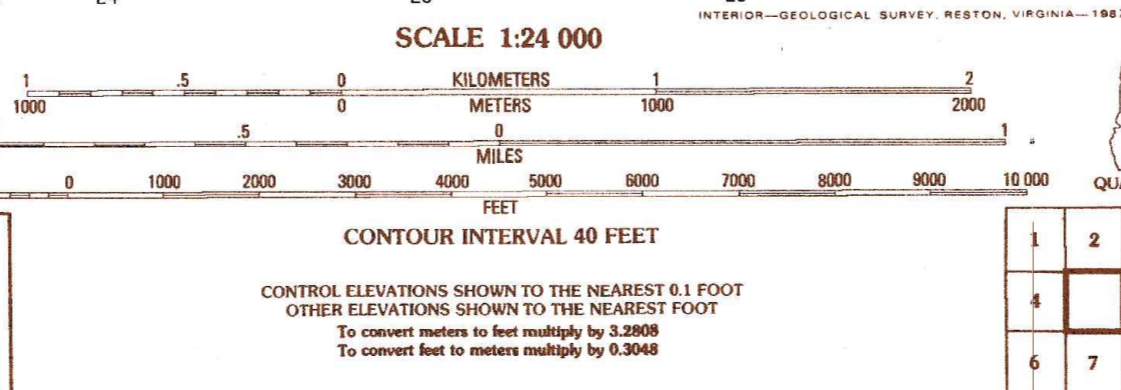 INTERIOR—GEOLOGICAL SURVEY, RESTON, VIRGINIA—198
SCALE 1:24 000
1 .5 0 KILOMETERS 1 2
1000 0 METERS 1000 2000
.5 0 1
MILES
0 1000 2000 3000 4000 5000 6000 7000 8000 9000 10 000
FEET
QU
CONTOUR INTERVAL 40 FEET
1 2
CONTROL ELEVATIONS SHOWN TO THE NEAREST 0.1 FOOT
OTHER ELEVATIONS SHOWN TO THE NEAREST FOOT
4
To convert meters to feet multiply by 3.2808
To convert feet to meters multiply by 0.3048
6 7